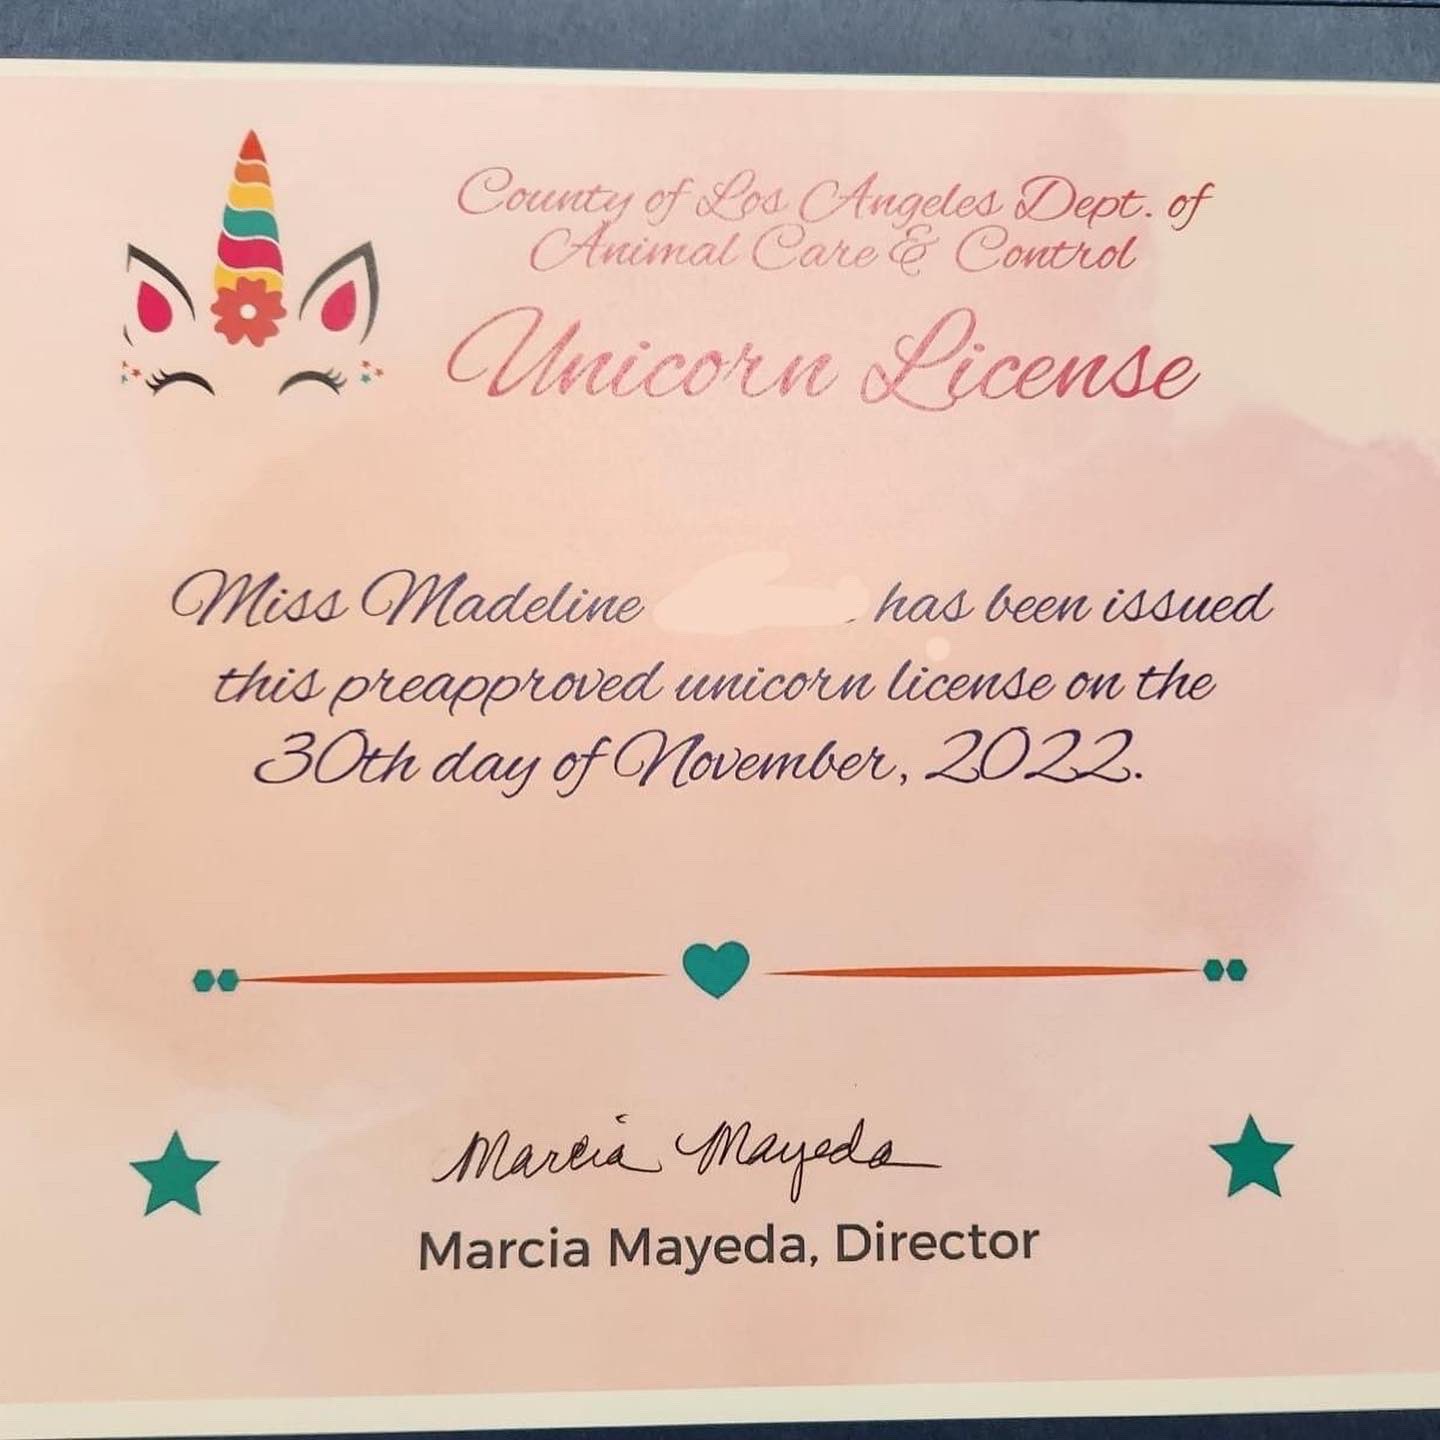 County of Los Angeles Dept. of
Animal Care & Control
Unicorn License
Miss Madeline has been issued
this preapproved unicorn license on the
30th day of November, 2022.
Marcia Mayeda
Marcia Mayeda, Director